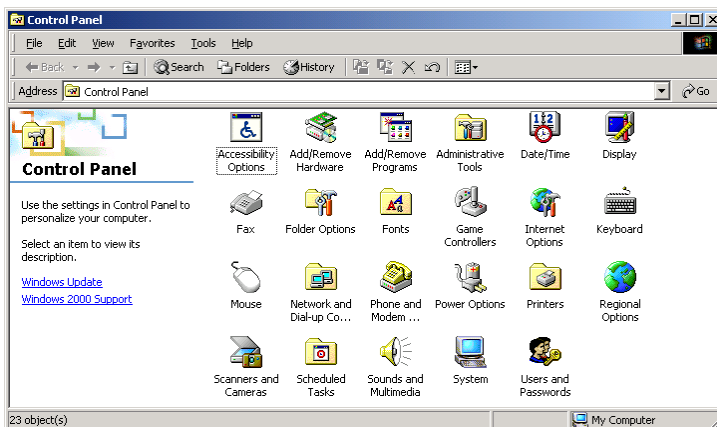 Control Panel
File Edit View Favorites Tools Help
Back Search Folders History
Address Control Panel Go
Control Panel
Use the settings in Control Panel to
personalize your computer.
Select an item to view its
description.
Windows Update
Windows 2000 Support
Accessibility
Options
Add/Remove
Hardware
Add/Remove
Programs
Administrative
Tools
Date/Time
12
Display
Fax
Folder Options
Fonts
Game
Controllers
Internet
Options
Keyboard
Mouse
Network and
Dial-up Co...
Phone and
Modem ...
Power Options
Printers
Regional
Options
Scanners and
Cameras
Scheduled
Tasks
Sounds and
Multimedia
System
Users and
Passwords
23 object(s)
My Computer